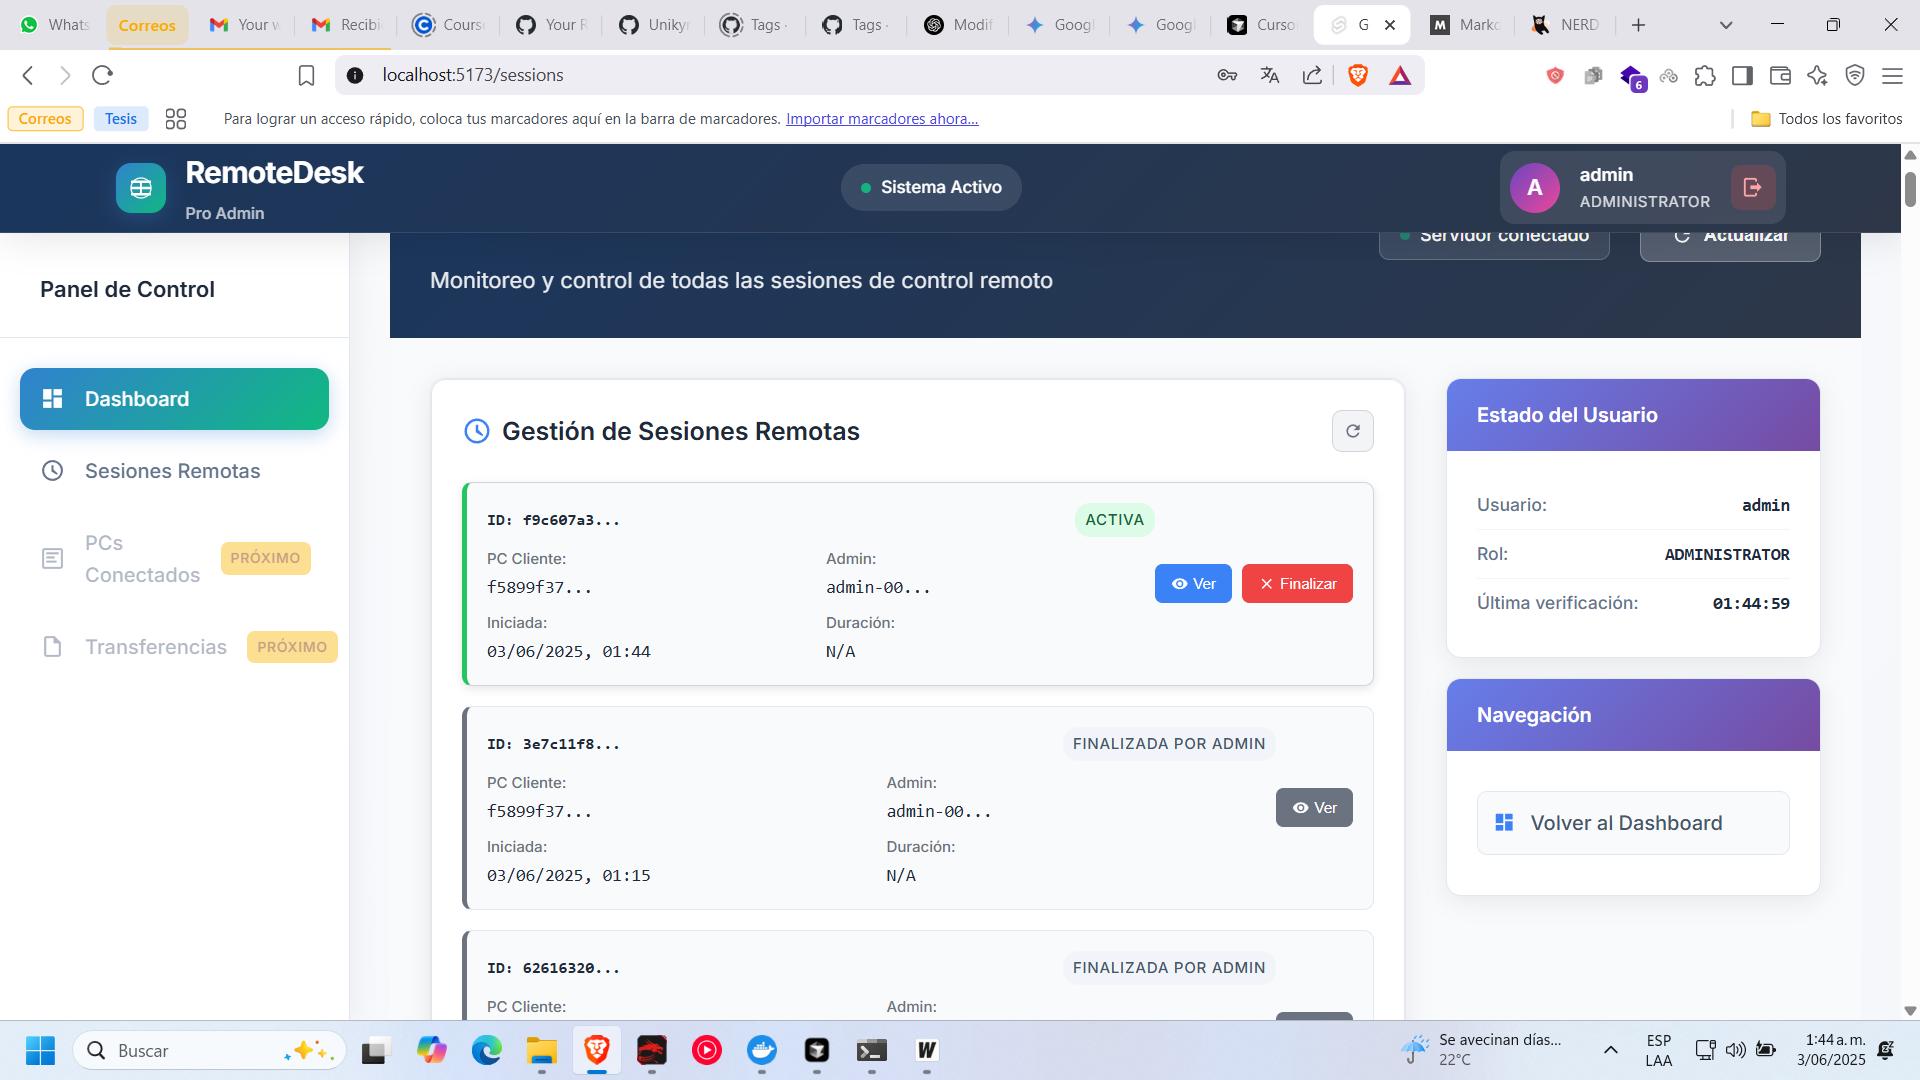 Whats
Correos
Your w
Recibi
Cours
Your R
Unikyr
Tags ·
Tags ·
Modif
Googl
Googl
Curso
G
Marko
NERD
localhost:5173/sessions
6
Correos
Tesis
Para lograr un acceso rápido, coloca tus marcadores aquí en la barra de marcadores. Importar marcadores ahora...
Todos los favoritos
RemoteDesk
Pro Admin
Sistema Activo
A
admin
ADMINISTRATOR
Servidor conectado
Actualizar
Monitoreo y control de todas las sesiones de control remoto
Panel de Control
Dashboard
Sesiones Remotas
PCs
Conectados
PRÓXIMO
Transferencias
PRÓXIMO
Gestión de Sesiones Remotas
ID: f9c607a3...
ACTIVA
PC Cliente:
Admin:
f5899f37...
admin-00...
Ver
Finalizar
Iniciada:
Duración:
03/06/2025, 01:44
N/A
ID: 3e7c11f8...
FINALIZADA POR ADMIN
PC Cliente:
Admin:
f5899f37...
admin-00...
Ver
Iniciada:
Duración:
03/06/2025, 01:15
N/A
ID: 62616320...
FINALIZADA POR ADMIN
PC Cliente:
Admin:
Estado del Usuario
Usuario:
admin
Rol:
ADMINISTRATOR
Última verificación:
01:44:59
Navegación
Volver al Dashboard
Buscar
Se avecinan días...
22°C
ESP
LAA
1:44 a. m.
3/06/2025